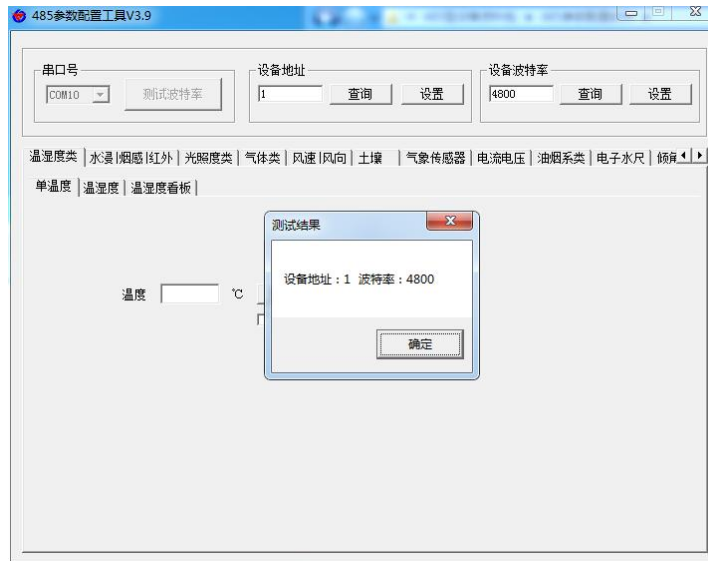 485参数配置工具V3.9
串口号
COM10
测试波特率
设备地址
1
查询
设置
设备波特率
4800
查询
设置
温湿度类
水浸|烟感|红外
光照度类
气体类
风速|风向
土壤
气象传感器
电流电压
油烟系类
电子水尺
单温度
温湿度
温湿度看板
测试结果
设备地址：1 波特率：4800
确定
温度
℃